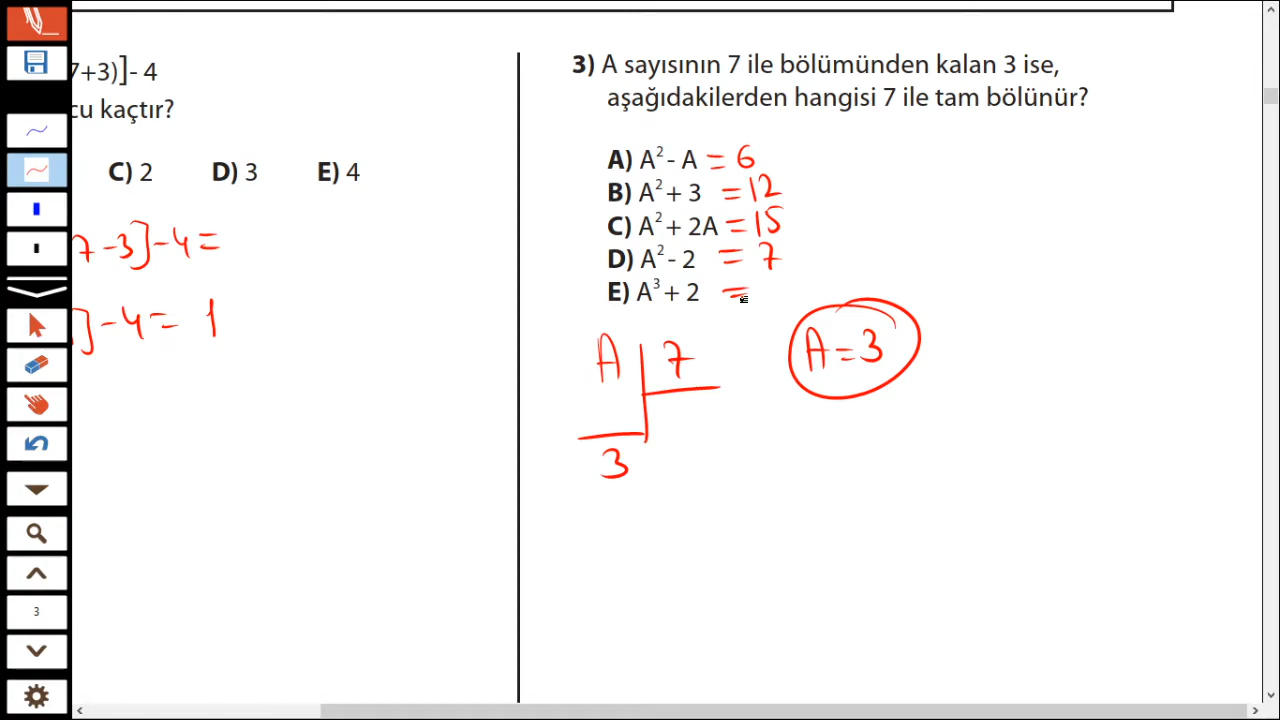 7+3)]- 4
cu kaçtır?
C) 2 D) 3 E) 4
7 -3] -4 =
] -4 = 1
3) A sayısının 7 ile bölümünden kalan 3 ise,
aşağıdakilerden hangisi 7 ile tam bölünür?
A) A² - A = 6
B) A² + 3 = 12
C) A² + 2A = 15
D) A² - 2 = 7
E) A³ + 2 =
A 7
3
A = 3
3